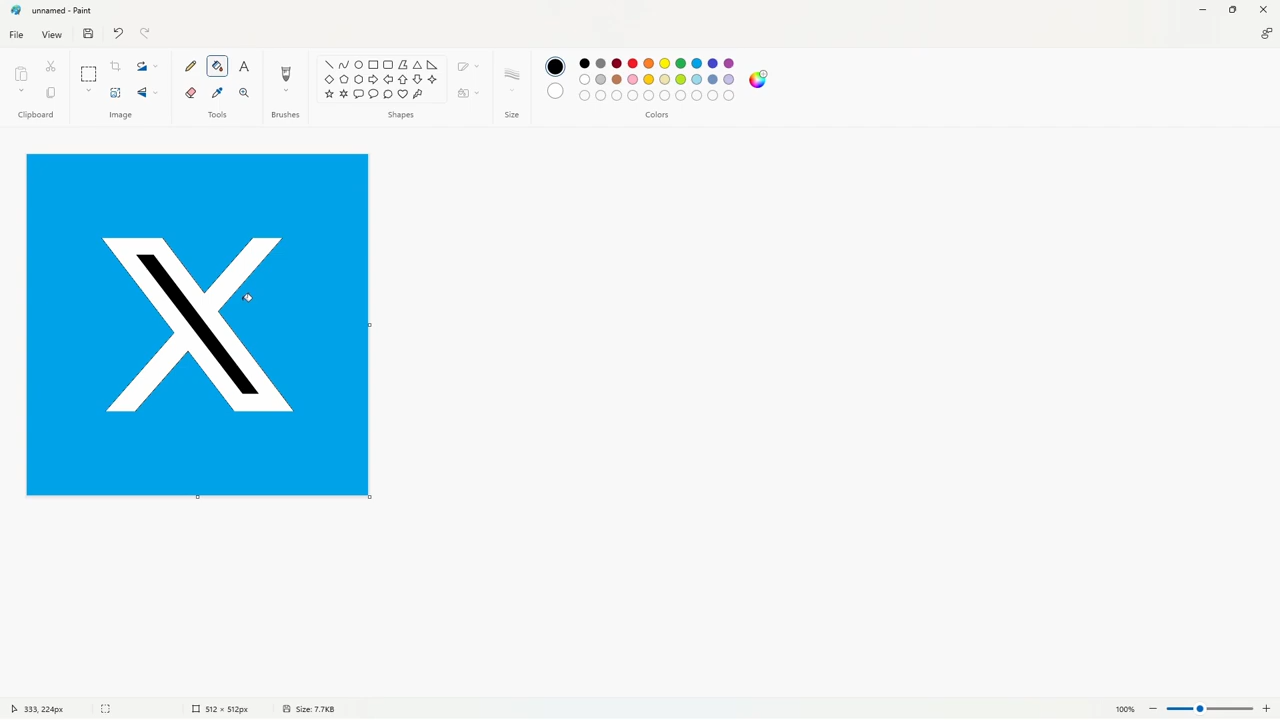 unnamed - Paint
File View
Clipboard Image Tools Brushes Shapes Size Colors
X
333, 224px 512 × 512px Size: 7.7KB 100%